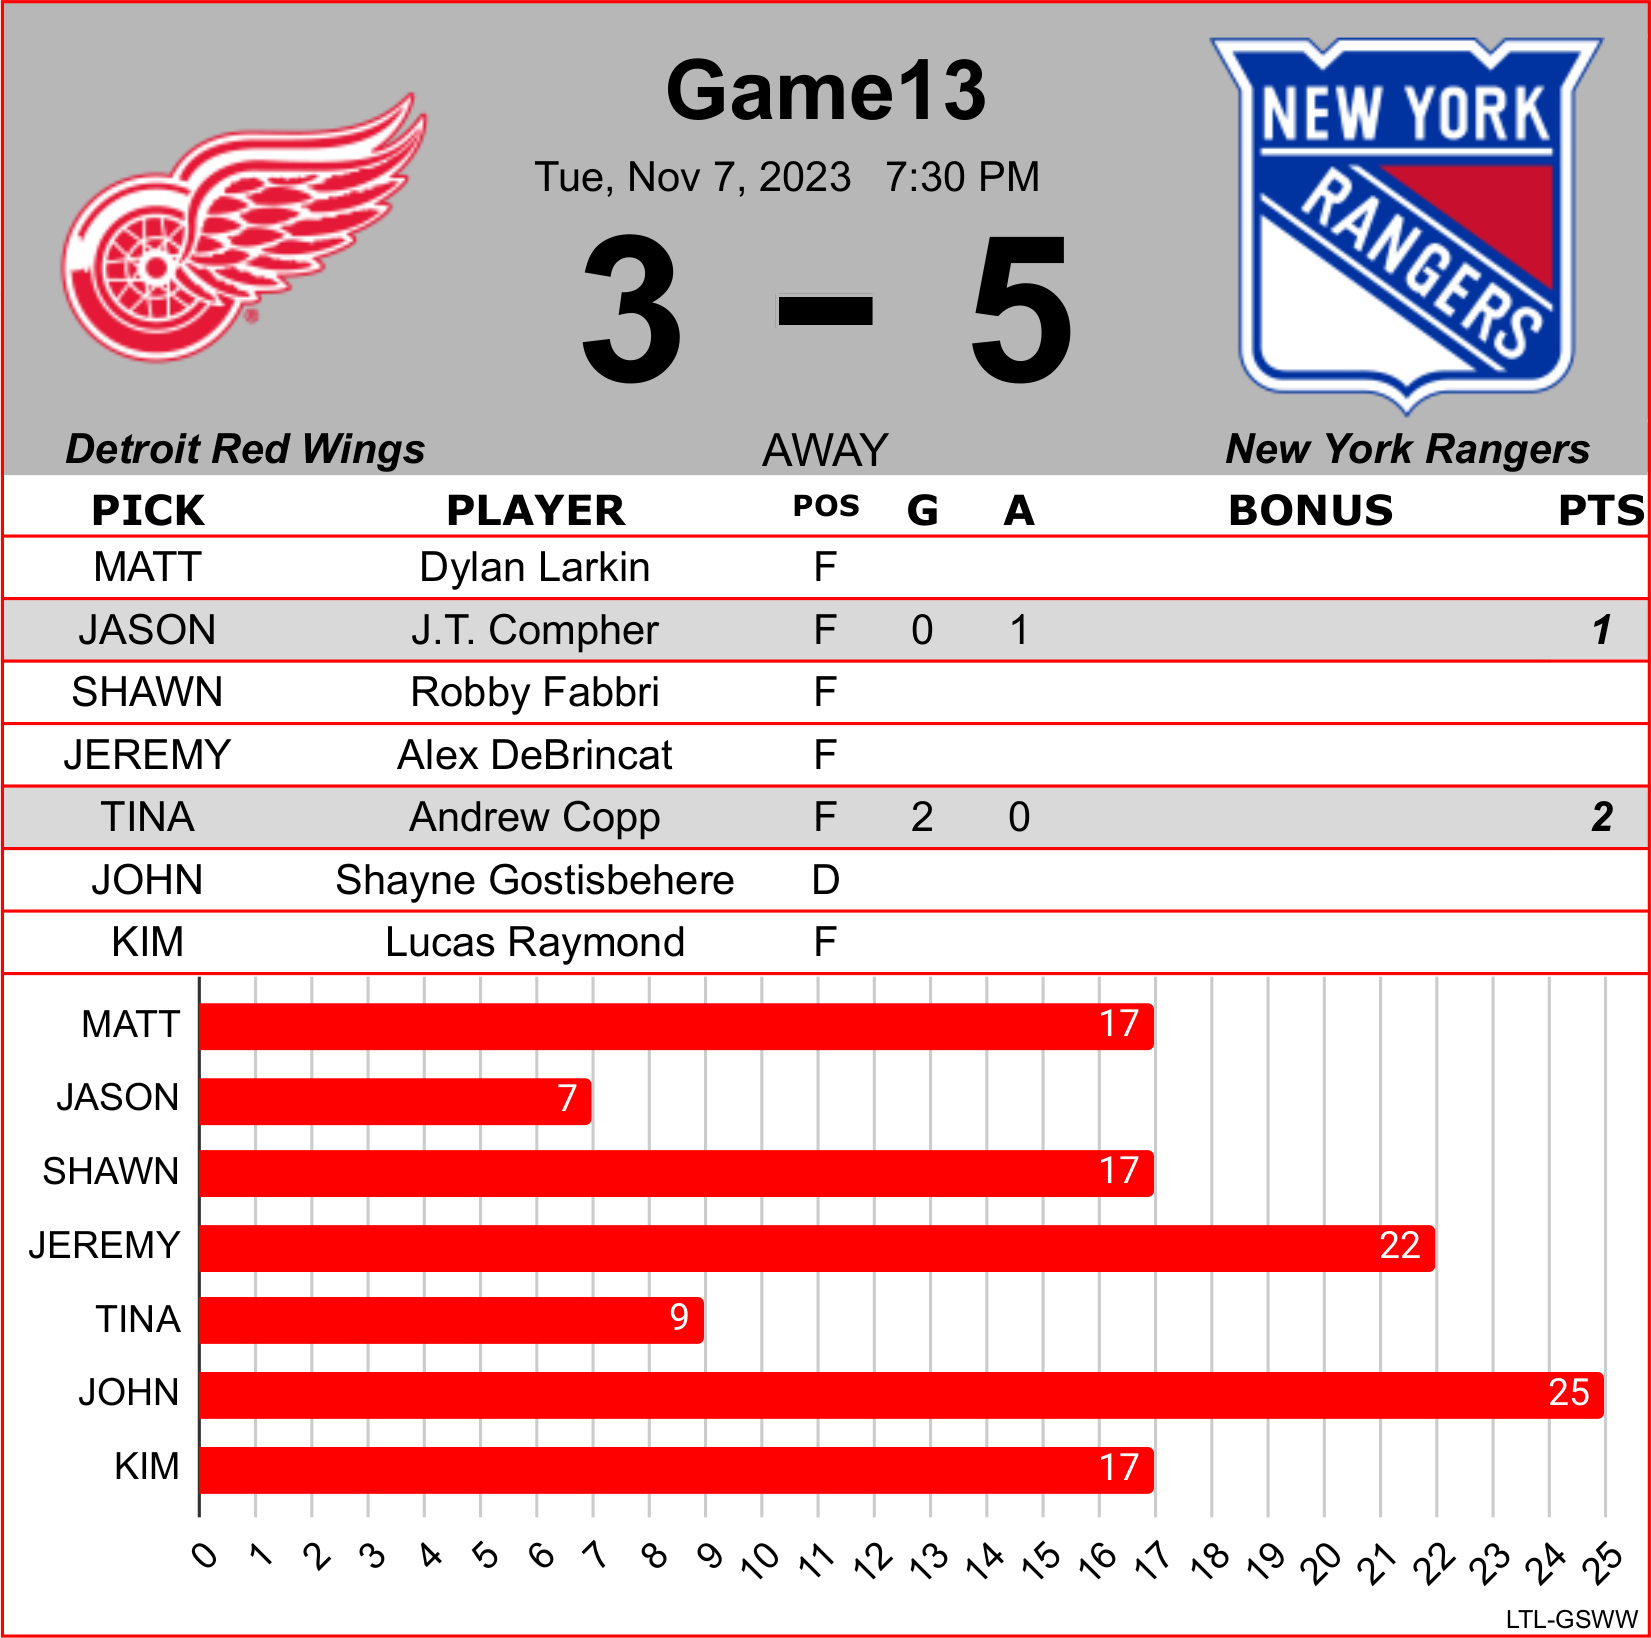 Game13
NEW YORK
RANGERS
Tue, Nov 7, 2023 7:30 PM
3 - 5
Detroit Red Wings AWAY New York Rangers
PICK PLAYER POS G A BONUS PTS
MATT Dylan Larkin F
JASON J.T. Compher F 0 1 1
SHAWN Robby Fabbri F
JEREMY Alex DeBrincat F
TINA Andrew Copp F 2 0 2
JOHN Shayne Gostisbehere D
KIM Lucas Raymond F
MATT 17
JASON 7
SHAWN 17
JEREMY 22
TINA 9
JOHN 25
KIM 17
0 1 2 3 4 5 6 7 8 9 10 11 12 13 14 15 16 17 18 19 20 21 22 23 24 25
LTL-GSWW